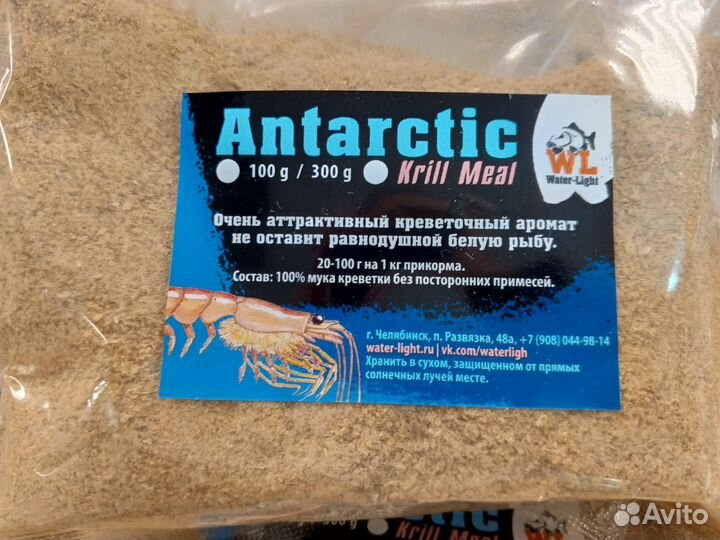 Antarctic
100 g / 300 g Krill Meal
WL
Water-Light
Очень аттрактивный креветочный аромат
не оставит равнодушной белую рыбу.
20-100 г на 1 кг прикорма.
Состав: 100% мука креветки без посторонних примесей.
г. Челябинск, п. Развязка, 48а, +7 (908) 044-98-14
water-light.ru | vk.com/waterligh
Хранить в сухом, защищенном от прямых
солнечных лучей месте.
Krill Meal
Avito